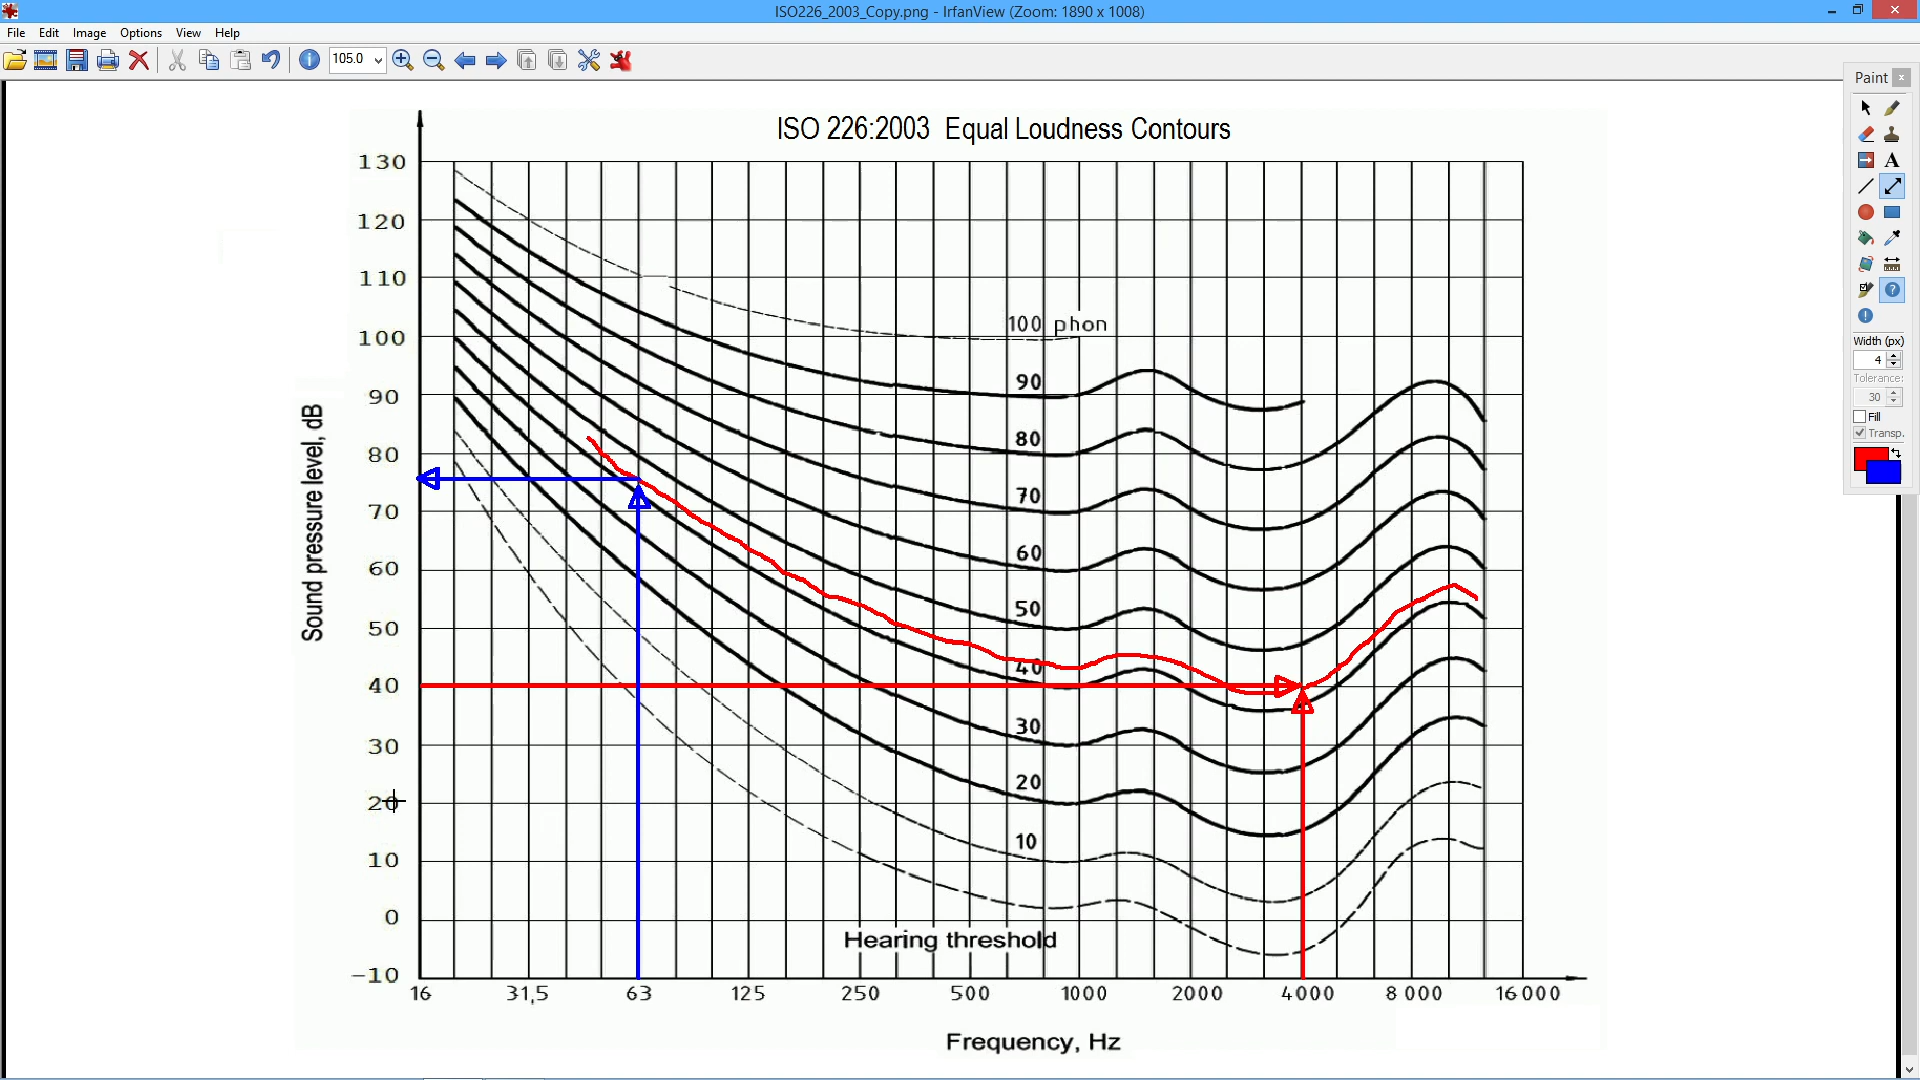 ISO226_2003_Copy.png - IrfanView (Zoom: 1890 x 1008)
File Edit Image Options View Help
105.0
Paint
ISO 226:2003 Equal Loudness Contours
130
120
110
100
90
80
70
60
50
40
30
20
10
0
−10
Sound pressure level, dB
100 phon
90
80
70
60
50
40
30
20
10
Hearing threshold
16 31,5 63 125 250 500 1000 2000 4000 8 000 16 000
Frequency, Hz
A
Width (px)
4
Tolerance:
30
Fill
Transp.